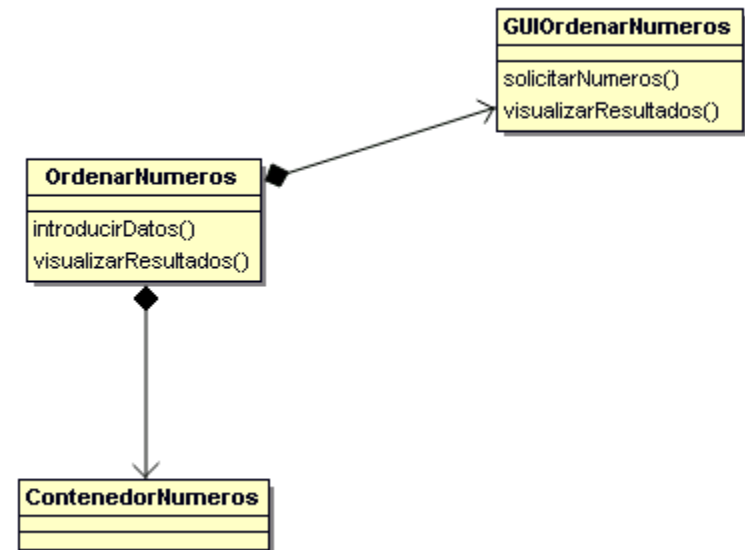 GUIOrdenarNumeros
solicitarNumeros()
visualizarResultados()
OrdenarNumeros
introducirDatos()
visualizarResultados()
ContenedorNumeros